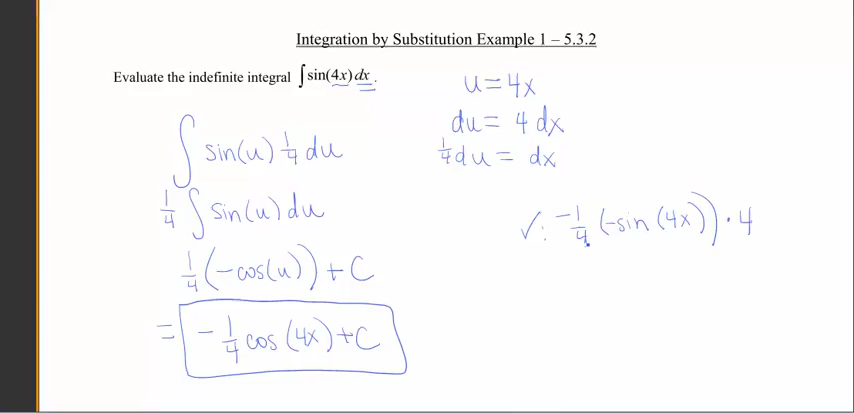 Integration by Substitution Example 1 – 5.3.2
Evaluate the indefinite integral ∫ sin(4x) dx.
u = 4x
du = 4 dx
1/4 du = dx
∫ sin(u) 1/4 du
1/4 ∫ sin(u) du
1/4 (-cos(u)) + C
= -1/4 cos(4x) + C
✓: -1/4 (-sin(4x)) · 4